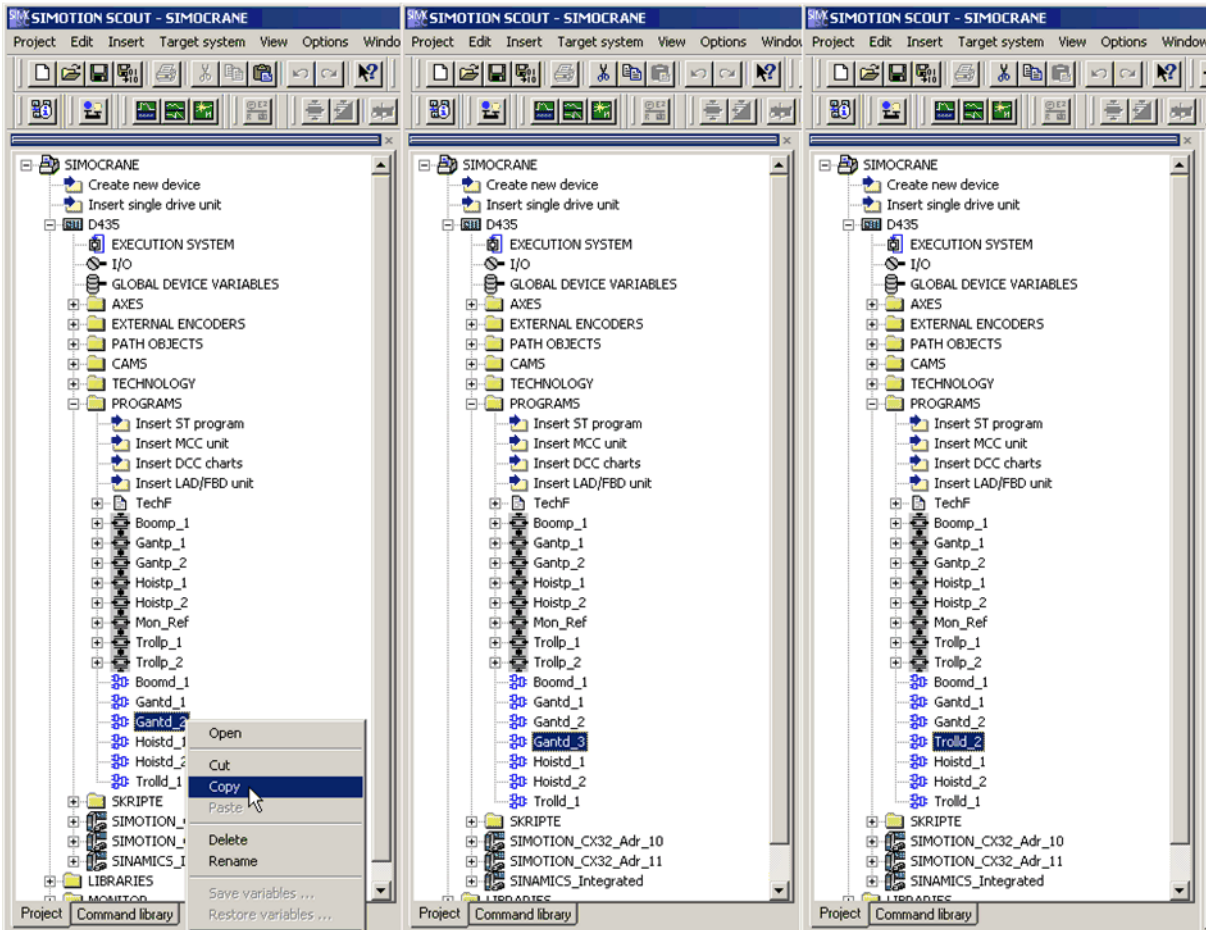 SIMOTION SCOUT - SIMOCRANE
Project Edit Insert Target system View Options Windo
SIMOCRANE
Create new device
Insert single drive unit
D435
EXECUTION SYSTEM
I/O
GLOBAL DEVICE VARIABLES
AXES
EXTERNAL ENCODERS
PATH OBJECTS
CAMS
TECHNOLOGY
PROGRAMS
Insert ST program
Insert MCC unit
Insert DCC charts
Insert LAD/FBD unit
TechF
Boomp_1
Gantp_1
Gantp_2
Hoistp_1
Hoistp_2
Mon_Ref
Trollp_1
Trollp_2
Boomd_1
Gantd_1
Gantd_2
Hoistd_1
Hoistd_2
Trolld_1
SKRIPTE
SIMOTION_
SIMOTION_
SINAMICS_I
LIBRARIES
MONITOR
Open
Cut
Copy
Paste
Delete
Rename
Save variables ...
Restore variables ...
Project Command library
SIMOTION SCOUT - SIMOCRANE
Project Edit Insert Target system View Options Window
SIMOCRANE
Create new device
Insert single drive unit
D435
EXECUTION SYSTEM
I/O
GLOBAL DEVICE VARIABLES
AXES
EXTERNAL ENCODERS
PATH OBJECTS
CAMS
TECHNOLOGY
PROGRAMS
Insert ST program
Insert MCC unit
Insert DCC charts
Insert LAD/FBD unit
TechF
Boomp_1
Gantp_1
Gantp_2
Hoistp_1
Hoistp_2
Mon_Ref
Trollp_1
Trollp_2
Boomd_1
Gantd_1
Gantd_2
Gantd_3
Hoistd_1
Hoistd_2
Trolld_1
SKRIPTE
SIMOTION_CX32_Adr_10
SIMOTION_CX32_Adr_11
SINAMICS_Integrated
LIBRARIES
Project Command library
SIMOTION SCOUT - SIMOCRANE
Project Edit Insert Target system View Options Window
SIMOCRANE
Create new device
Insert single drive unit
D435
EXECUTION SYSTEM
I/O
GLOBAL DEVICE VARIABLES
AXES
EXTERNAL ENCODERS
PATH OBJECTS
CAMS
TECHNOLOGY
PROGRAMS
Insert ST program
Insert MCC unit
Insert DCC charts
Insert LAD/FBD unit
TechF
Boomp_1
Gantp_1
Gantp_2
Hoistp_1
Hoistp_2
Mon_Ref
Trollp_1
Trollp_2
Boomd_1
Gantd_1
Gantd_2
Trolld_2
Hoistd_1
Hoistd_2
Trolld_1
SKRIPTE
SIMOTION_CX32_Adr_10
SIMOTION_CX32_Adr_11
SINAMICS_Integrated
LIBRARIES
Project Command library